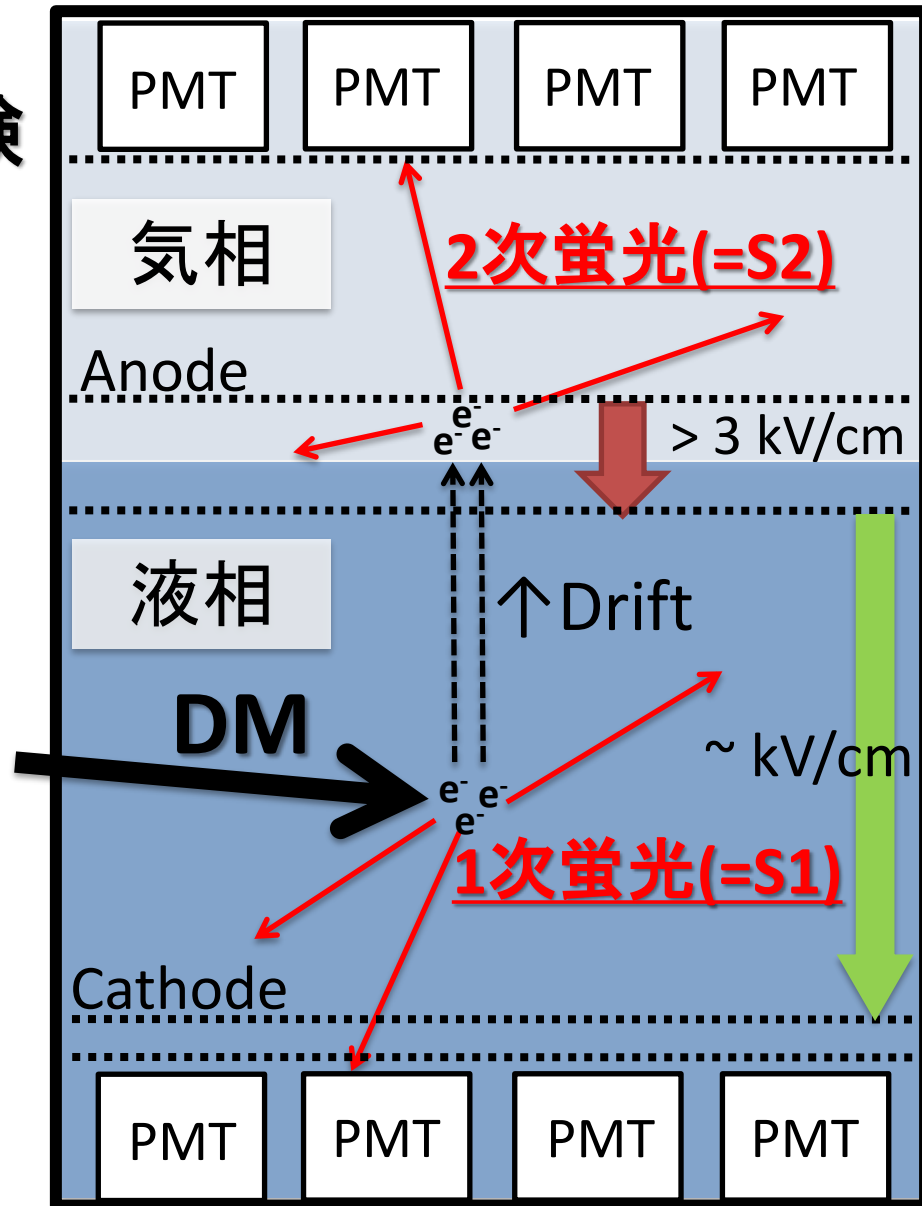 PMT PMT PMT PMT
験
気相
2次蛍光(=S2)
Anode
e-
e- e-
> 3 kV/cm
液相
↑Drift
DM
~ kV/cm
e- e-
e-
1次蛍光(=S1)
Cathode
PMT PMT PMT PMT